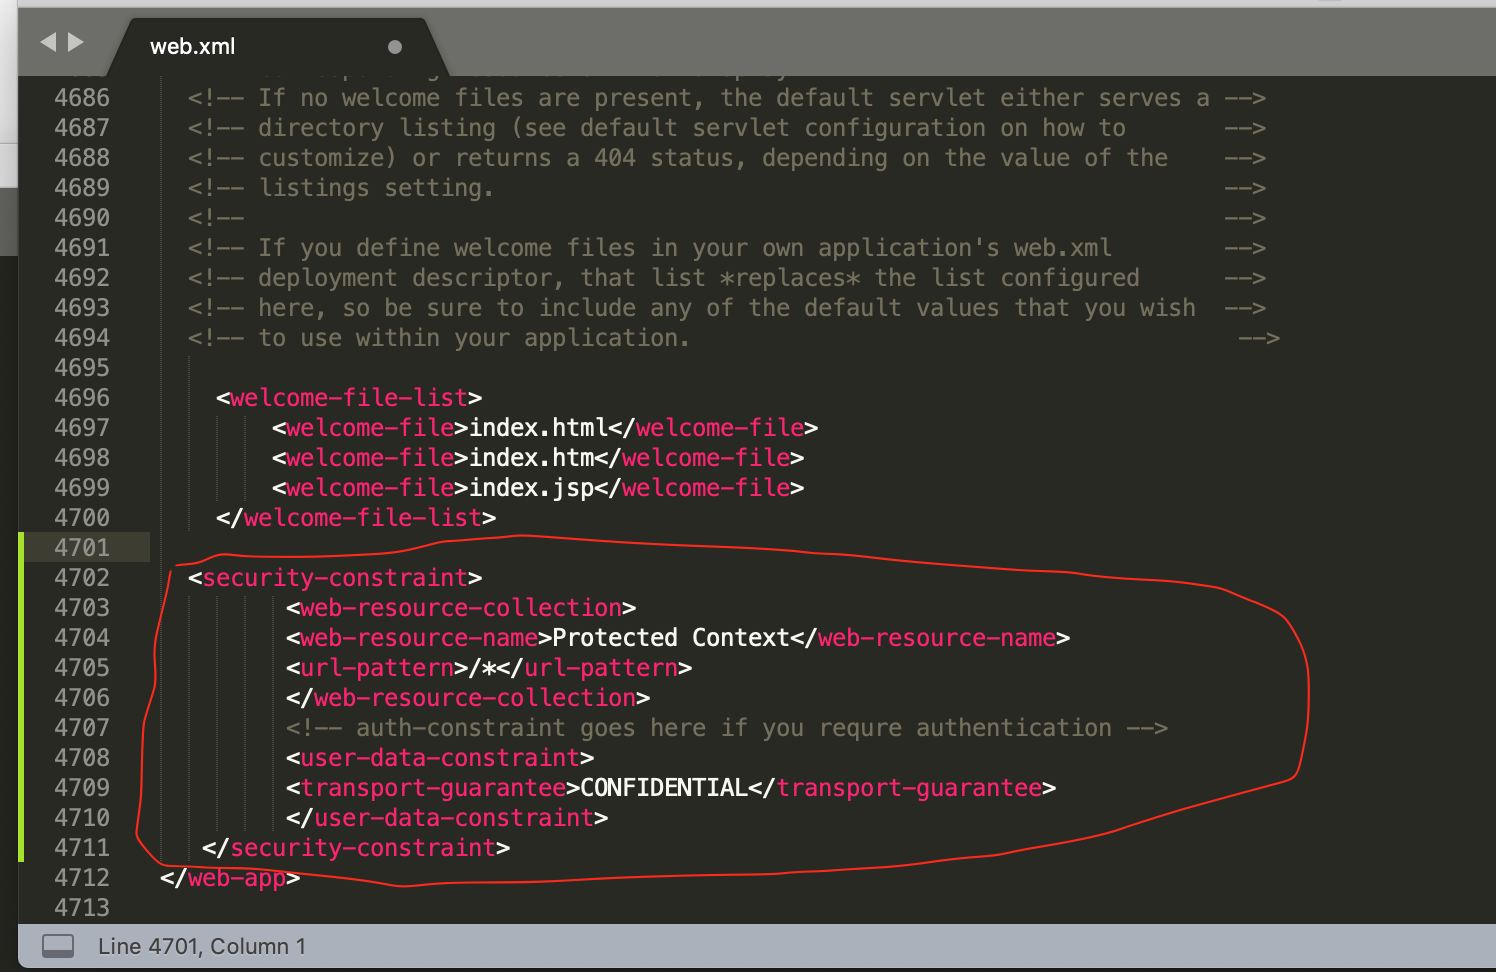 web.xml
4686 <!-- If no welcome files are present, the default servlet either serves a -->
4687 <!-- directory listing (see default servlet configuration on how to -->
4688 <!-- customize) or returns a 404 status, depending on the value of the -->
4689 <!-- listings setting. -->
4690 <!-- -->
4691 <!-- If you define welcome files in your own application's web.xml -->
4692 <!-- deployment descriptor, that list *replaces* the list configured -->
4693 <!-- here, so be sure to include any of the default values that you wish -->
4694 <!-- to use within your application. -->
4695
4696 <welcome-file-list>
4697 <welcome-file>index.html</welcome-file>
4698 <welcome-file>index.htm</welcome-file>
4699 <welcome-file>index.jsp</welcome-file>
4700 </welcome-file-list>
4701
4702 <security-constraint>
4703 <web-resource-collection>
4704 <web-resource-name>Protected Context</web-resource-name>
4705 <url-pattern>/*</url-pattern>
4706 </web-resource-collection>
4707 <!-- auth-constraint goes here if you requre authentication -->
4708 <user-data-constraint>
4709 <transport-guarantee>CONFIDENTIAL</transport-guarantee>
4710 </user-data-constraint>
4711 </security-constraint>
4712 </web-app>
4713
Line 4701, Column 1